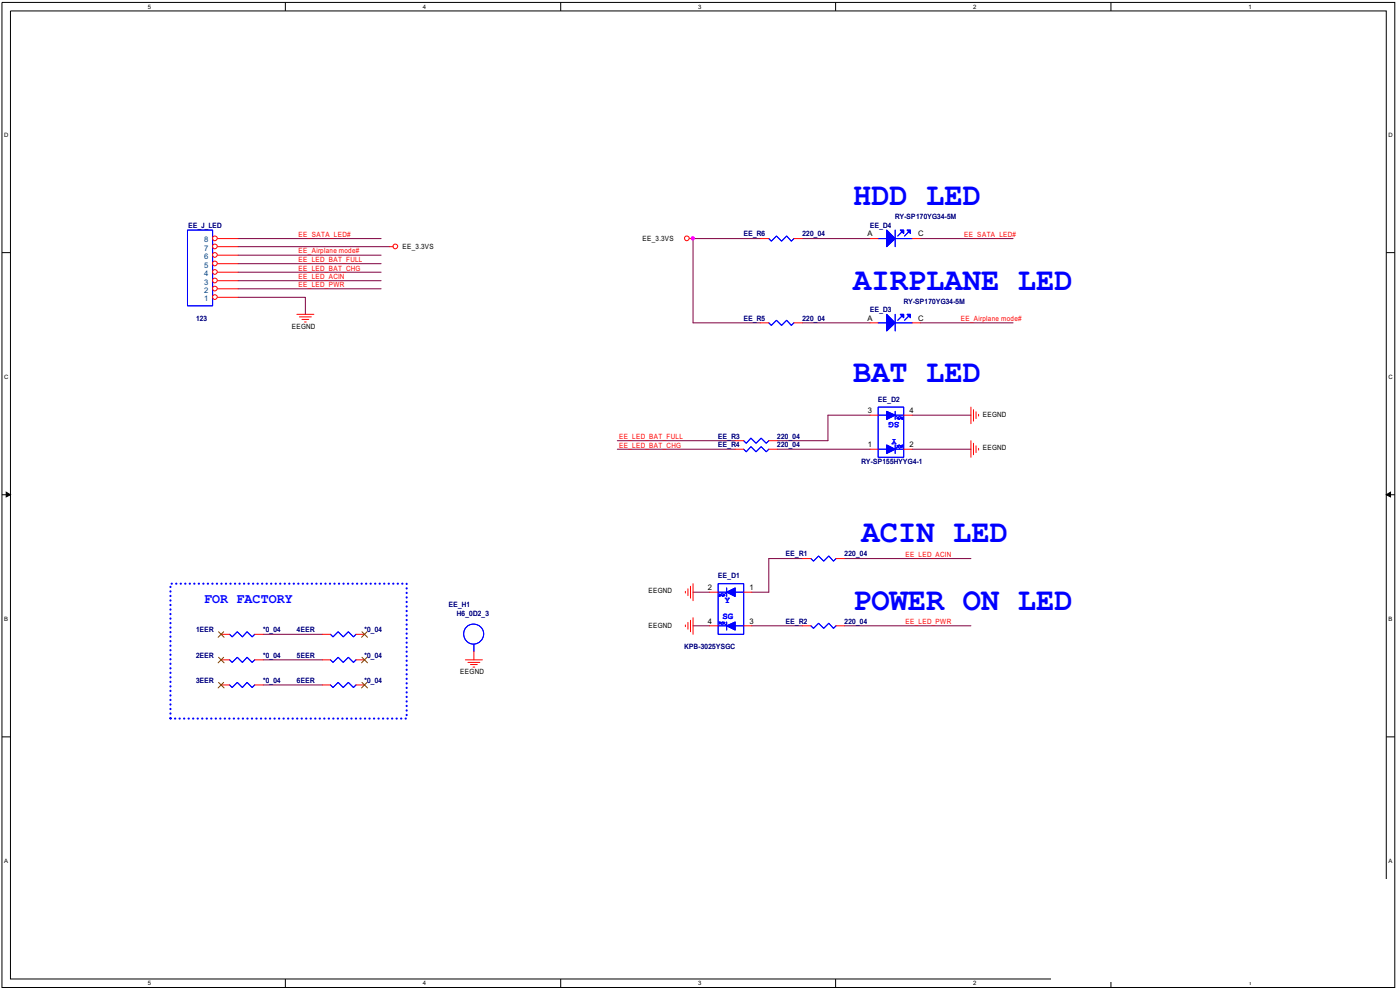 5 4 3 2 1
D D
HDD LED
RY-SP170YG34-5M
EE_J_LED
8 EE_SATA_LED#
7 EE_3.3VS
6 EE_Airplane mode#
5 EE_LED_BAT_FULL
4 EE_LED_BAT_CHG
3 EE_LED_ACIN
2 EE_LED_PWR
1
123
EEGND
EE_3.3VS EE_R6 220_04 A EE_D4 C EE_SATA_LED#
AIRPLANE LED
RY-SP170YG34-5M
EE_R5 220_04 A EE_D3 C EE_Airplane mode#
C C
BAT LED
EE_D2
3 4 EEGND
SG
EE_LED_BAT_FULL EE_R3 220_04
EE_LED_BAT_CHG EE_R4 220_04 1 Y 2 EEGND
RY-SP155HYYG4-1
ACIN LED
EE_R1 220_04 EE_LED_ACIN
EE_D1
EEGND 2 1
Y
POWER ON LED
SG
EEGND 4 3 EE_R2 220_04 EE_LED_PWR
KPB-3025YSGC
B B
FOR FACTORY
1EER *0_04 4EER *0_04
2EER *0_04 5EER *0_04
3EER *0_04 6EER *0_04
EE_H1
H6_0D2_3
EEGND
A A
5 4 3 2 1